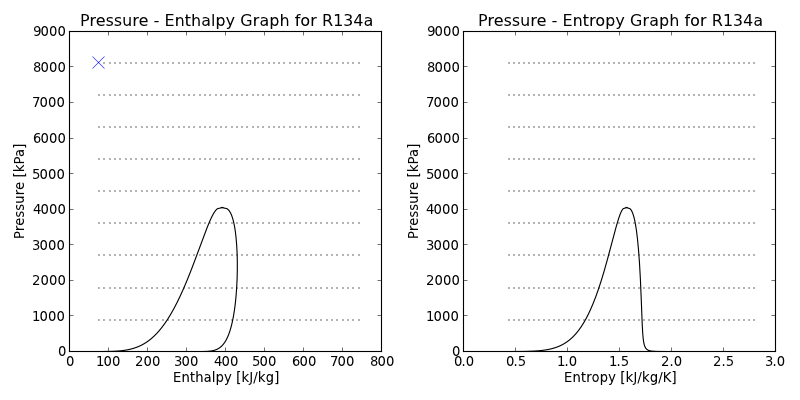 Pressure - Enthalpy Graph for R134a
9000
8000
7000
6000
5000
4000
3000
2000
1000
0
Pressure [kPa]
0 100 200 300 400 500 600 700 800
Enthalpy [kJ/kg]
Pressure - Entropy Graph for R134a
9000
8000
7000
6000
5000
4000
3000
2000
1000
0
Pressure [kPa]
0.0 0.5 1.0 1.5 2.0 2.5 3.0
Entropy [kJ/kg/K]